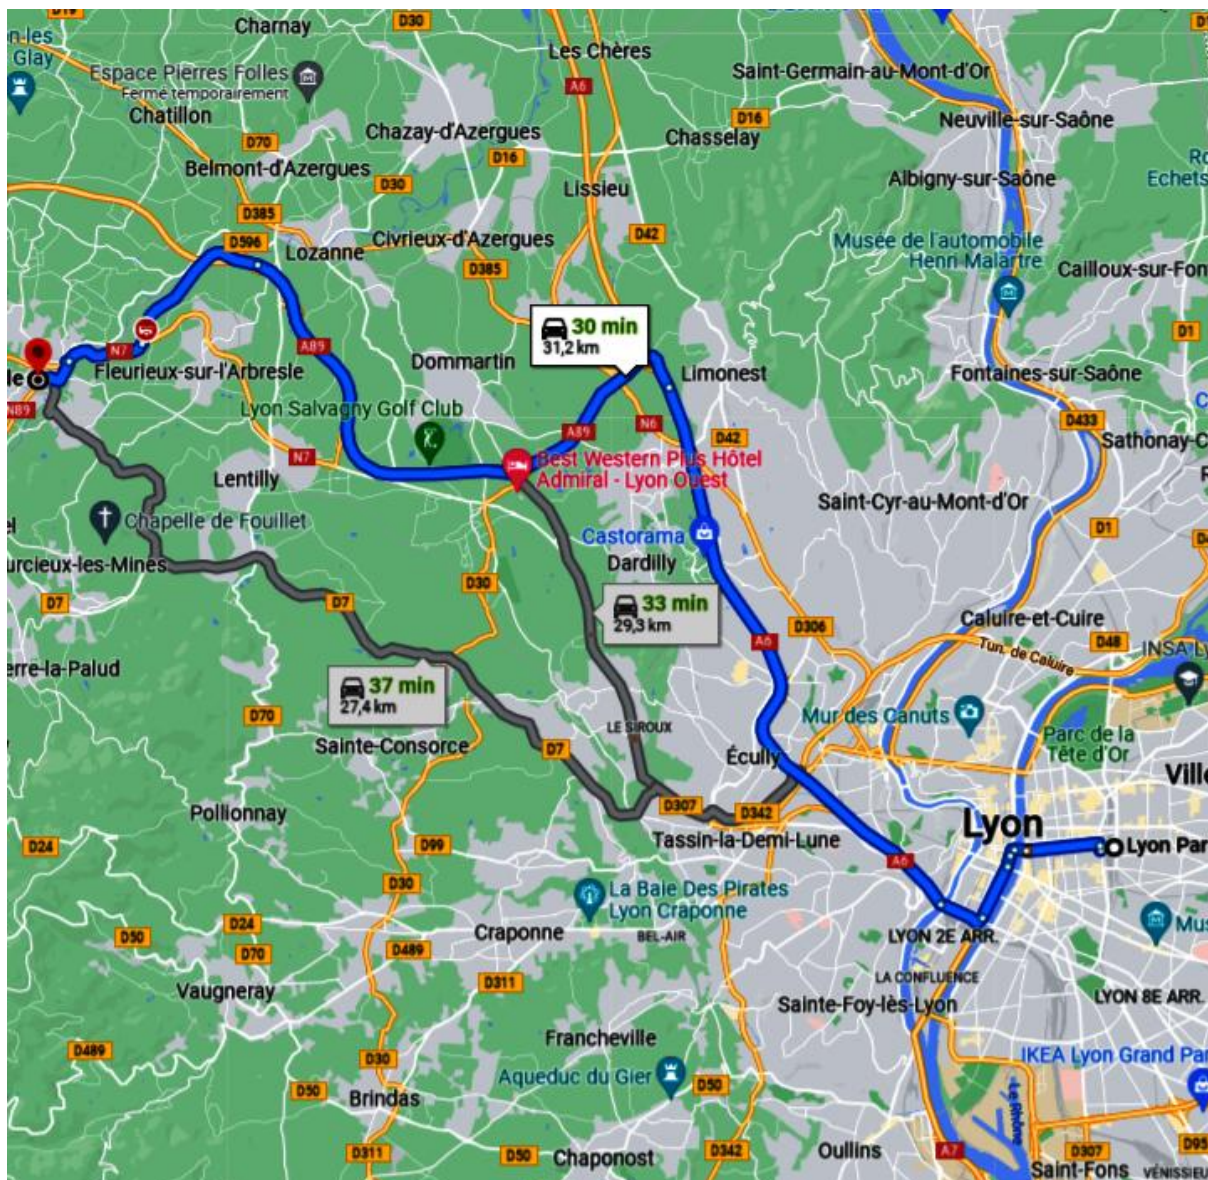 D19
D30
Charnay
n-les
Glay
Les Chères
A6
Saint-Germain-au-Mont-d'Or
Espace Pierres Folles
Fermé temporairement
Chatillon
D70
Chazay-d'Azergues
D16
Chasselay
D16
Neuville-sur-Saône
Belmont-d'Azergues
D30
Lissieu
Albigny-sur-Saône
Ro
Echets
D385
D596
Lozanne
Civrieux-d'Azergues
D385
D42
Musée de l'automobile
Henri Malartre
Cailloux-sur-Fon
30 min
31,2 km
D1
N7
A89
Fleurieux-sur-l'Arbresle
le
N89
Dommartin
Limonest
Fontaines-sur-Saône
Lyon Salvagny Golf Club
A89
N6
D42
D433
Sathonay-C
N7
Lentilly
Best Western Plus Hôtel
Admiral - Lyon Ouest
Saint-Cyr-au-Mont-d'Or
Chapelle de Fouillet
Castorama
D1
el
urcieux-les-Mines
Dardilly
D30
D7
D7
33 min
29,3 km
D306
A6
Caluire-et-Cuire
D48
Tun. de Caluire
INSA Ly
erre-la-Palud
37 min
27,4 km
D70
LE SIROUX
Mur des Canuts
Parc de la
Tête d'Or
Sainte-Consorce
D7
Écully
Ville
Pollionnay
D307
D342
Lyon
Tassin-la-Demi-Lune
Lyon Par
D24
D99
A6
D30
La Baie Des Pirates
Lyon Craponne
D24
D50
D70
D489
Craponne
BEL-AIR
LYON 2E ARR.
Mus
D311
LA CONFLUENCE
Vaugneray
Sainte-Foy-lès-Lyon
LYON 8E ARR.
Francheville
D489
D30
IKEA Lyon Grand Par
Aqueduc du Gier
D50
D50
Brindas
Le Rhône
D311
D50
Chaponost
D342
Oullins
A7
D307
D95
Saint-Fons
VÉNISSIEU